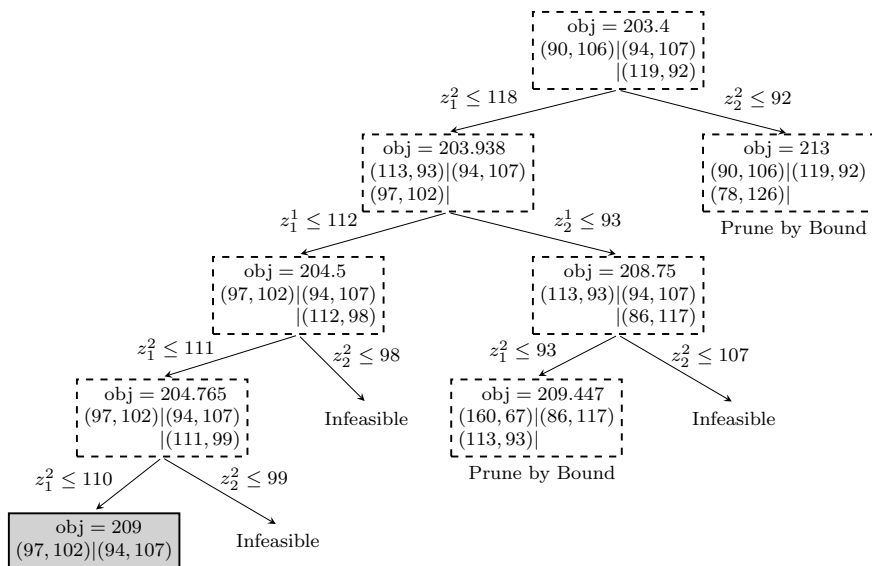 obj = 203.4
(90, 106)|(94, 107)
|(119, 92)
z_1^2 ≤ 118
z_2^2 ≤ 92
obj = 203.938
(113, 93)|(94, 107)
(97, 102)|
obj = 213
(90, 106)|(119, 92)
(78, 126)|
Prune by Bound
z_1^1 ≤ 112
z_2^1 ≤ 93
obj = 204.5
(97, 102)|(94, 107)
|(112, 98)
obj = 208.75
(113, 93)|(94, 107)
|(86, 117)
z_1^2 ≤ 111
z_2^2 ≤ 98
z_1^2 ≤ 93
z_2^2 ≤ 107
obj = 204.765
(97, 102)|(94, 107)
|(111, 99)
Infeasible
obj = 209.447
(160, 67)|(86, 117)
(113, 93)|
Prune by Bound
Infeasible
z_1^2 ≤ 110
z_2^2 ≤ 99
obj = 209
(97, 102)|(94, 107)
Infeasible